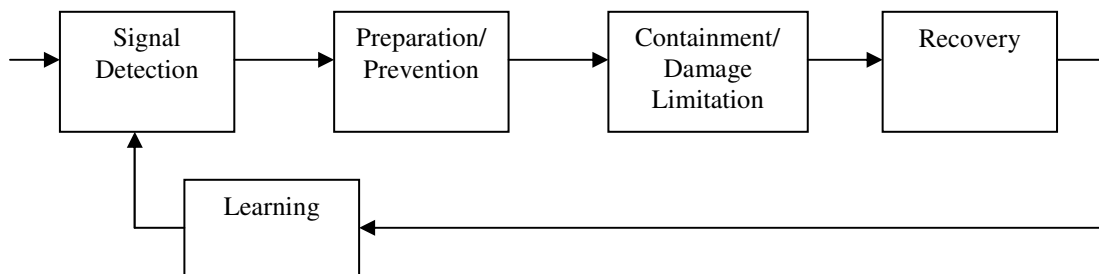 Signal
Detection
Preparation/
Prevention
Containment/
Damage
Limitation
Recovery
Learning